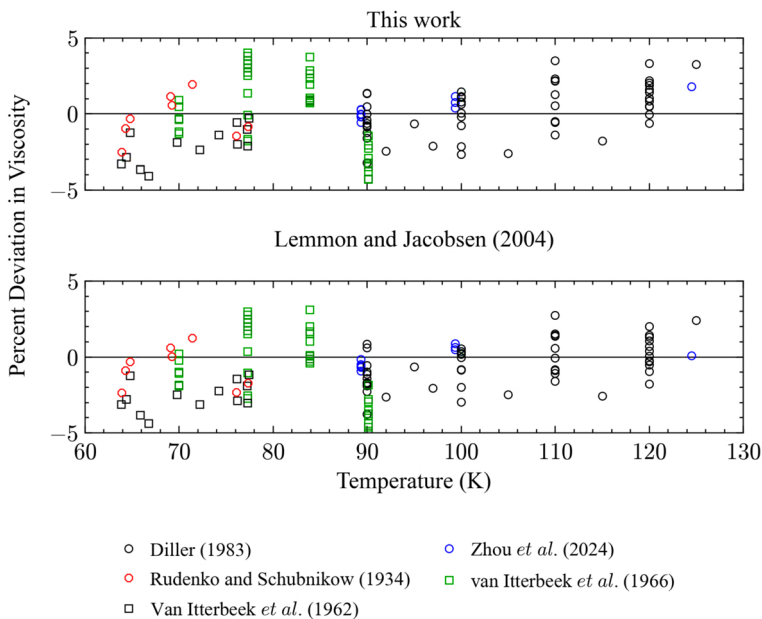 This work
5
0
−5
Percent Deviation in Viscosity
Lemmon and Jacobsen (2004)
5
0
−5
60 70 80 90 100 110 120 130
Temperature (K)
Diller (1983) Zhou et al. (2024)
Rudenko and Schubnikow (1934) van Itterbeek et al. (1966)
Van Itterbeek et al. (1962)